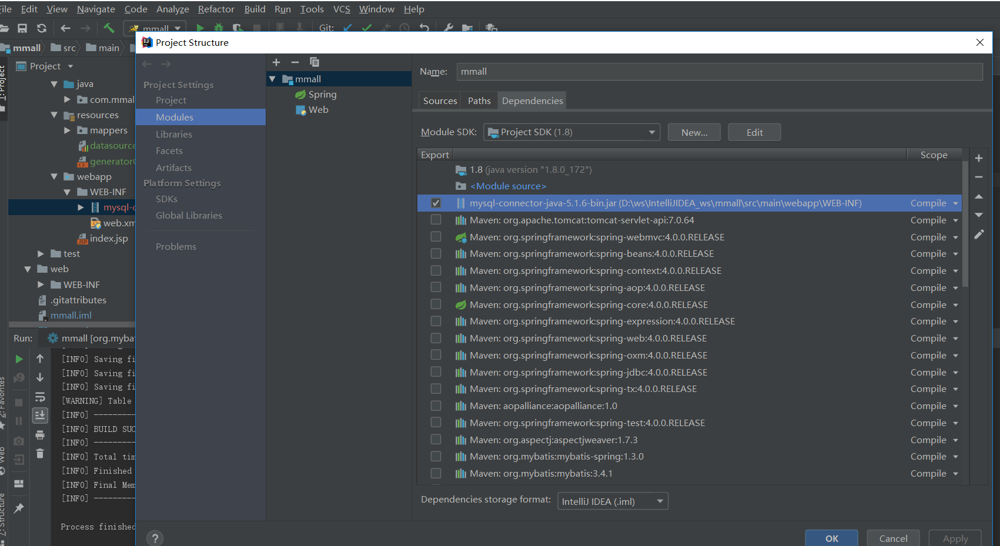 File Edit View Navigate Code Analyze Refactor Build Run Tools VCS Window Help
mmall Git:
mmall src main
Project Structure
1: Project
Project
java
com.mmal
resources
mappers
datasource
generator
webapp
WEB-INF
mysql-c
web.xm
index.jsp
test
web
WEB-INF
.gitattributes
mmall.iml
Project Settings
Project
Modules
Libraries
Facets
Artifacts
Platform Settings
SDKs
Global Libraries
Problems
mmall
Spring
Web
Name: mmall
Sources Paths Dependencies
Module SDK: Project SDK (1.8) New... Edit
Export Scope
1.8 (java version "1.8.0_172")
<Module source>
mysql-connector-java-5.1.6-bin.jar (D:\ws\IntelliJIDEA_ws\mmall\src\main\webapp\WEB-INF) Compile
Maven: org.apache.tomcat:tomcat-servlet-api:7.0.64 Compile
Maven: org.springframework:spring-webmvc:4.0.0.RELEASE Compile
Maven: org.springframework:spring-beans:4.0.0.RELEASE Compile
Maven: org.springframework:spring-context:4.0.0.RELEASE Compile
Maven: org.springframework:spring-aop:4.0.0.RELEASE Compile
Maven: org.springframework:spring-core:4.0.0.RELEASE Compile
Maven: org.springframework:spring-expression:4.0.0.RELEASE Compile
Maven: org.springframework:spring-web:4.0.0.RELEASE Compile
Maven: org.springframework:spring-oxm:4.0.0.RELEASE Compile
Maven: org.springframework:spring-jdbc:4.0.0.RELEASE Compile
Maven: org.springframework:spring-tx:4.0.0.RELEASE Compile
Maven: aopalliance:aopalliance:1.0 Compile
Maven: org.springframework:spring-test:4.0.0.RELEASE Compile
Maven: org.aspectj:aspectjweaver:1.7.3 Compile
Maven: org.mybatis:mybatis-spring:1.3.0 Compile
Maven: org.mybatis:mybatis:3.4.1 Compile
Dependencies storage format: IntelliJ IDEA (.iml)
? OK Cancel Apply
Run: mmall [org.mybat
[INFO] Saving fi
[INFO] Saving fi
[INFO] Saving fi
[WARNING] Table
[INFO] ---------
[INFO] BUILD SUC
[INFO] ---------
[INFO] Total tim
[INFO] Finished
[INFO] Final Mem
[INFO] ---------
Process finished
2: Favorites
Web
7: Structure